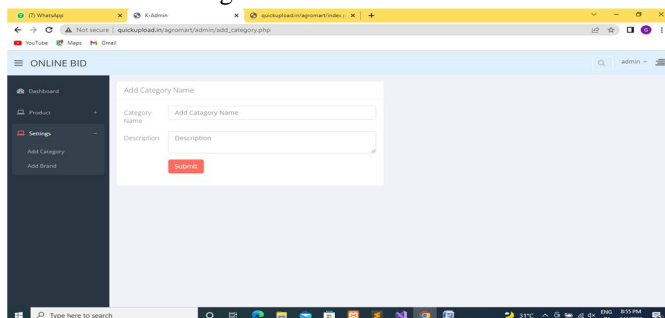 (7) WhatsApp
K-Admin
quickupload.in/agromart/index.p
Not secure | quickupload.in/agromart/admin/add_category.php
YouTube Maps Gmail
ONLINE BID
admin
Dashboard
Product +
Settings -
Add Category
Add Brand
Add Category Name
Category Name
Add Catagory Name
Description
Description
Submit
Type here to search
31°C
ENG
8:55 PM